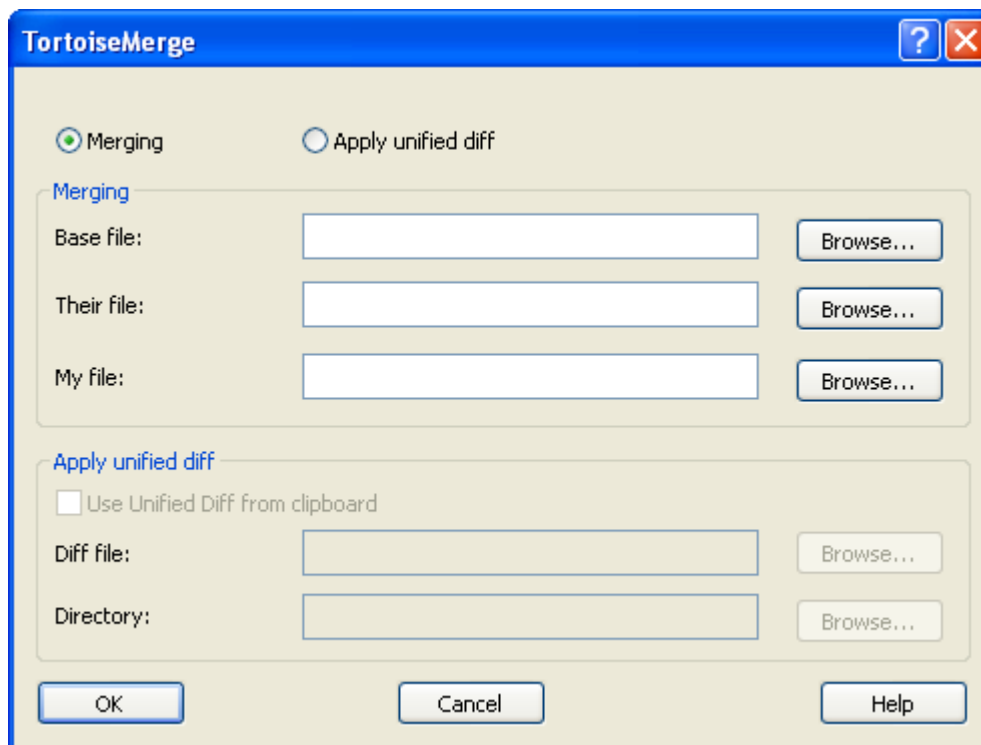 TortoiseMerge
Merging Apply unified diff
Merging
Base file: Browse...
Their file: Browse...
My file: Browse...
Apply unified diff
Use Unified Diff from clipboard
Diff file: Browse...
Directory: Browse...
OK Cancel Help